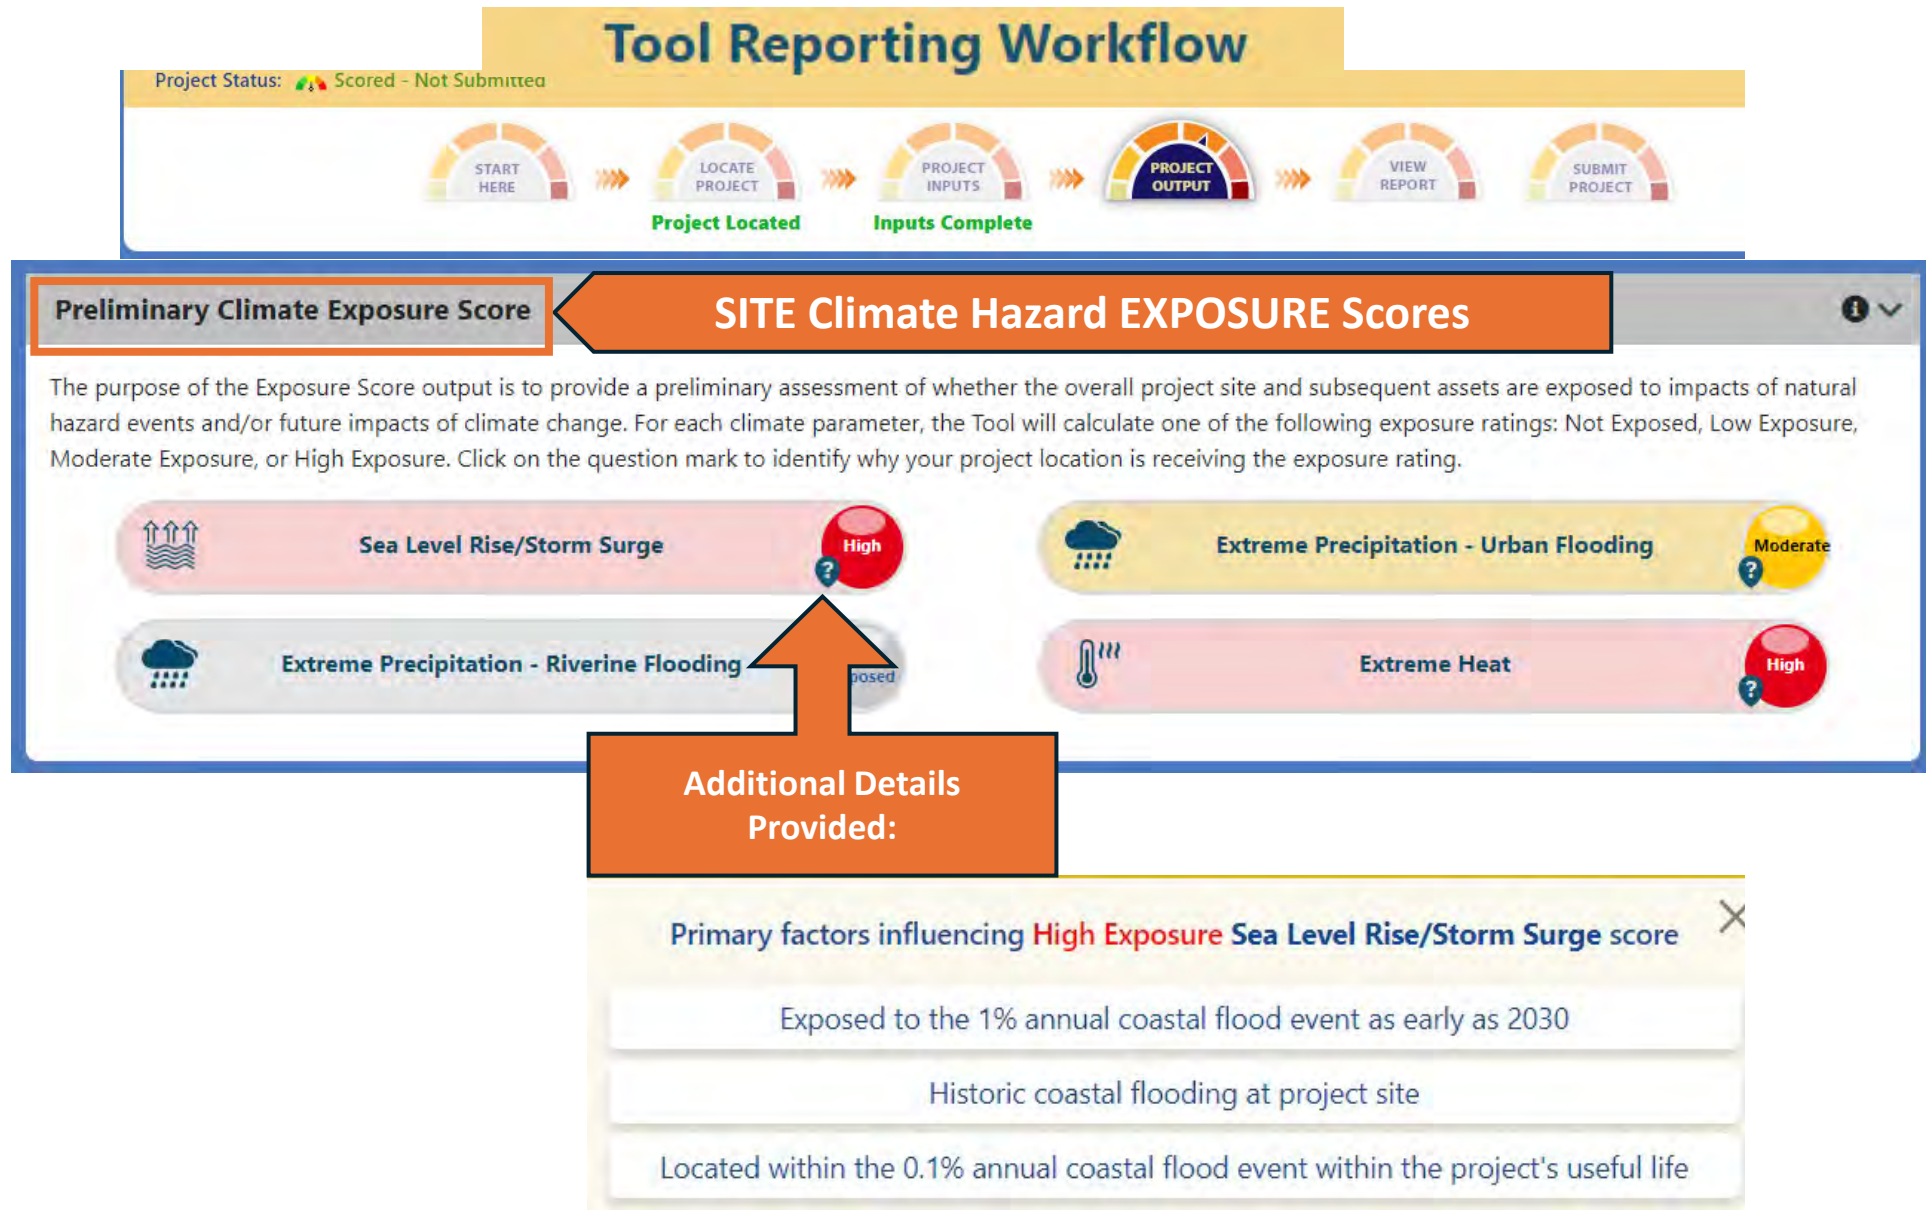 Tool Reporting Workflow
Project Status: Scored - Not Submitted
START
HERE
LOCATE
PROJECT
PROJECT
INPUTS
PROJECT
OUTPUT
VIEW
REPORT
SUBMIT
PROJECT
Project Located
Inputs Complete
Preliminary Climate Exposure Score
SITE Climate Hazard EXPOSURE Scores
The purpose of the Exposure Score output is to provide a preliminary assessment of whether the overall project site and subsequent assets are exposed to impacts of natural
hazard events and/or future impacts of climate change. For each climate parameter, the Tool will calculate one of the following exposure ratings: Not Exposed, Low Exposure,
Moderate Exposure, or High Exposure. Click on the question mark to identify why your project location is receiving the exposure rating.
Sea Level Rise/Storm Surge
High
?
Extreme Precipitation - Urban Flooding
Moderate
?
Extreme Precipitation - Riverine Flooding
posed
Extreme Heat
High
?
Additional Details
Provided:
Primary factors influencing High Exposure Sea Level Rise/Storm Surge score
Exposed to the 1% annual coastal flood event as early as 2030
Historic coastal flooding at project site
Located within the 0.1% annual coastal flood event within the project's useful life